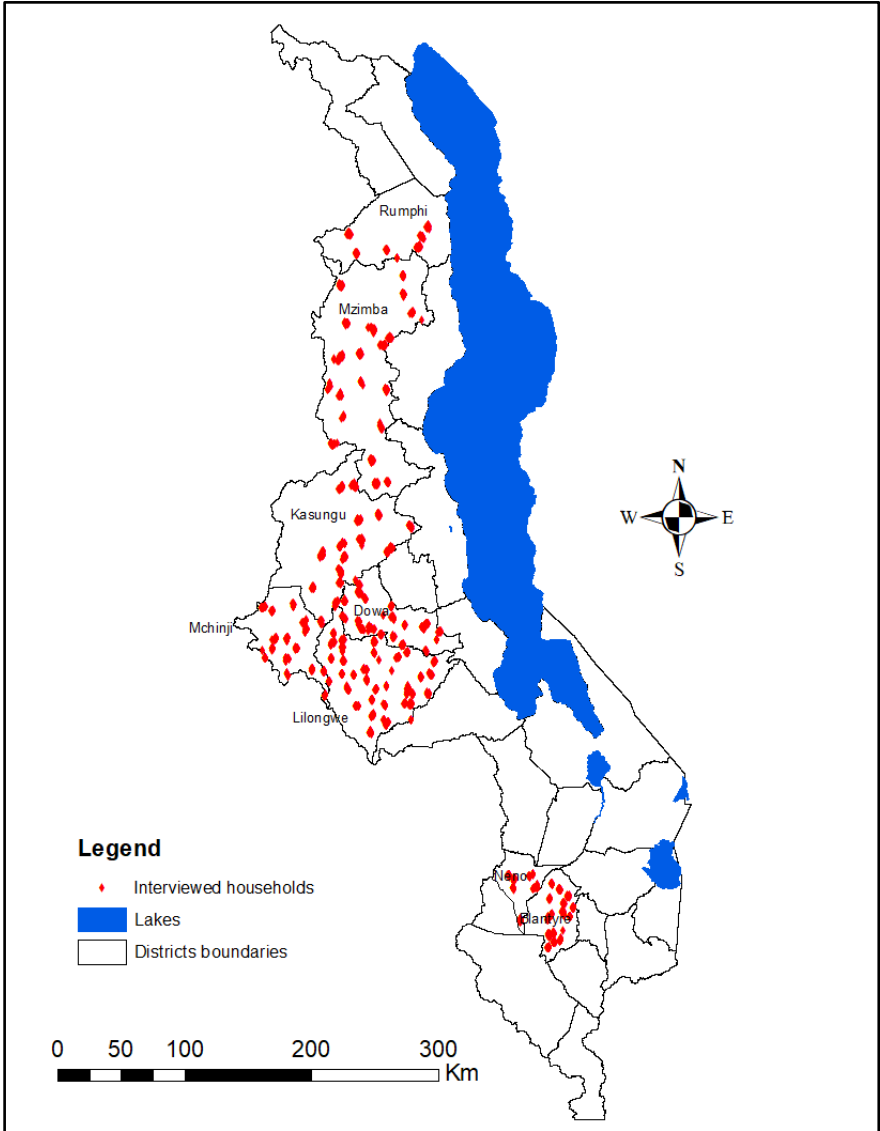 Rumphi
Mzimba
N
W E
S
Kasungu
Dowa
Mchinji
Lilongwe
Legend
Interviewed households
Lakes
Districts boundaries
Neno
Blantyre
0 50 100 200 300
Km